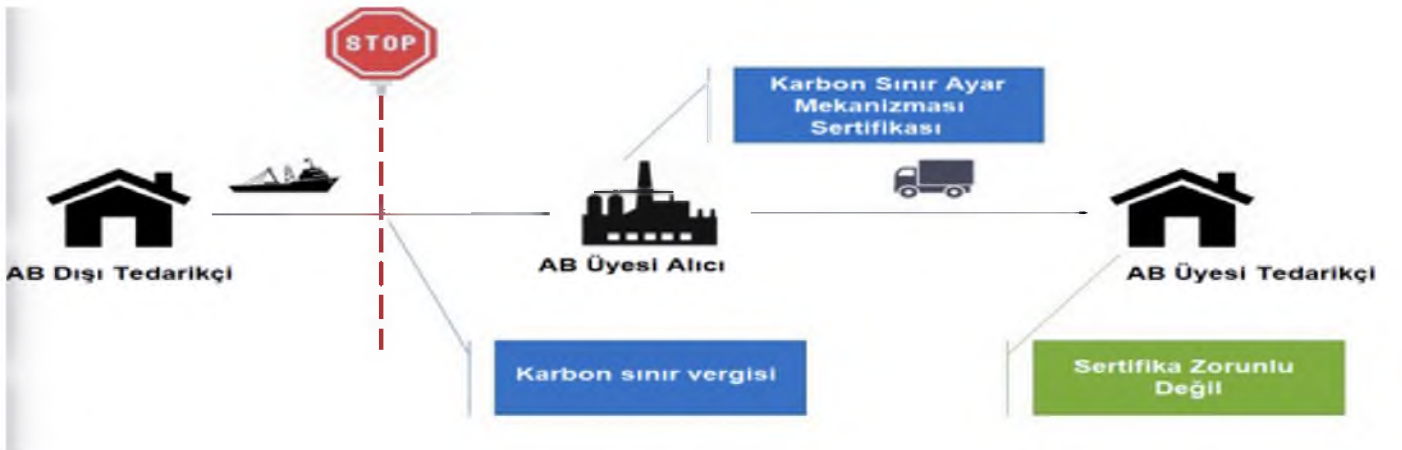 STOP
Karbon Sınır Ayar
Mekanizması
Sertifikası
AB Dışı Tedarikçi
AB Üyesi Alıcı
AB Üyesi Tedarikçi
Karbon sınır vergisi
Sertifika Zorunlu
Değil